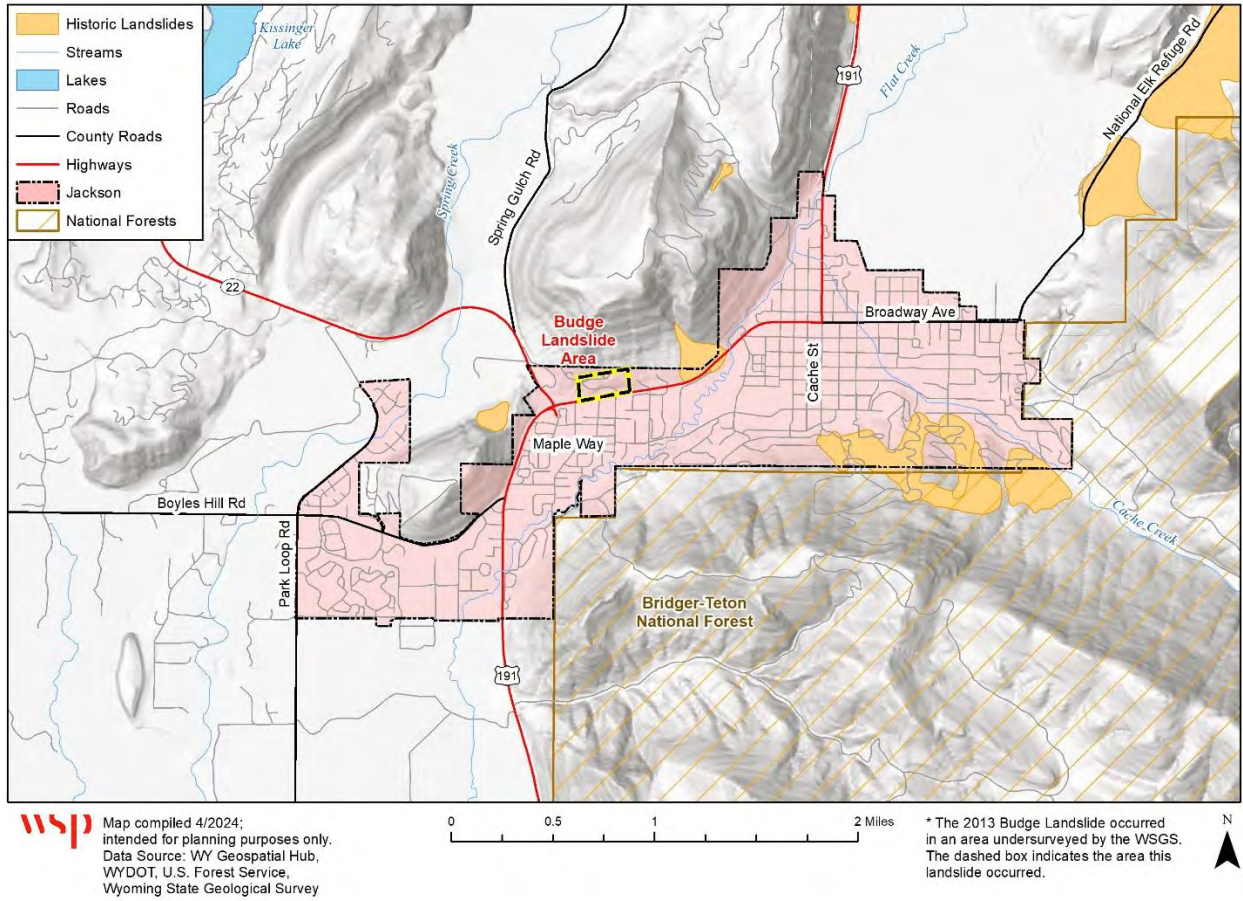 Historic Landslides
Streams
Lakes
Roads
County Roads
Highways
Jackson
National Forests
Kissinger
Lake
Spring Creek
Spring Gulch Rd
191
Flat Creek
National Elk Refuge Rd
22
Budge
Landslide
Area
Broadway Ave
Cache St
Maple Way
Boyles Hill Rd
Park Loop Rd
Cache Creek
Bridger-Teton
National Forest
191
wsp
Map compiled 4/2024;
intended for planning purposes only.
Data Source: WY Geospatial Hub,
WYDOT, U.S. Forest Service,
Wyoming State Geological Survey
0 0.5 1 2 Miles
* The 2013 Budge Landslide occurred
in an area undersurveyed by the WSGS.
The dashed box indicates the area this
landslide occurred.
N